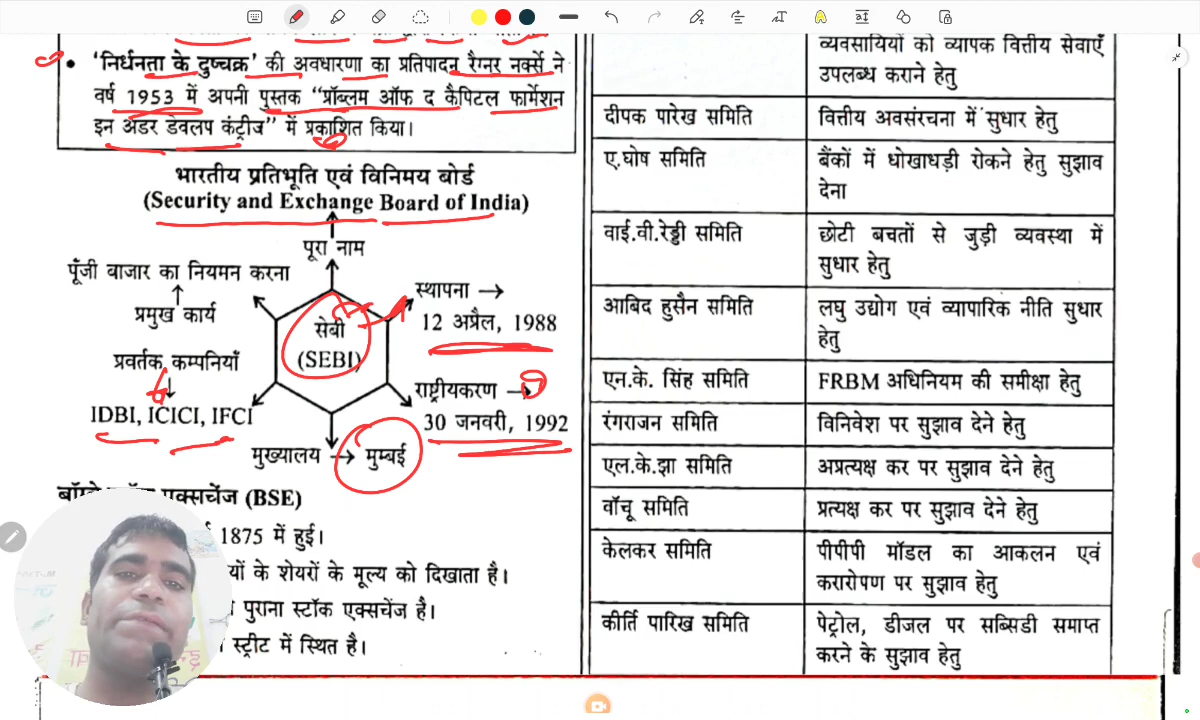 • 'निर्धनता के दुष्चक्र' की अवधारणा का प्रतिपादन रैग्नर नर्क्से ने
वर्ष 1953 में अपनी पुस्तक "प्रॉब्लम ऑफ द कैपिटल फार्मेशन
इन अंडर डेवलप कंट्रीज" में प्रकाशित किया।
भारतीय प्रतिभूति एवं विनिमय बोर्ड
(Security and Exchange Board of India)
पूरा नाम
पूँजी बाजार का नियमन करना
प्रमुख कार्य
स्थापना →
12 अप्रैल, 1988
सेबी
(SEBI)
प्रवर्तक कम्पनियाँ
IDBI, ICICI, IFCI
राष्ट्रीयकरण →
30 जनवरी, 1992
मुख्यालय → मुम्बई
एक्सचेंज (BSE)
1875 में हुई।
के शेयरों के मूल्य को दिखाता है।
पुराना स्टॉक एक्सचेंज है।
स्ट्रीट में स्थित है।
व्यवसायियों को व्यापक वित्तीय सेवाएँ
उपलब्ध कराने हेतु
दीपक पारेख समिति वित्तीय अवसंरचना में सुधार हेतु
ए.घोष समिति बैंकों में धोखाधड़ी रोकने हेतु सुझाव
देना
वाई.वी.रेड्डी समिति छोटी बचतों से जुड़ी व्यवस्था में
सुधार हेतु
आबिद हुसैन समिति लघु उद्योग एवं व्यापारिक नीति सुधार
हेतु
एन.के. सिंह समिति FRBM अधिनियम की समीक्षा हेतु
रंगराजन समिति विनिवेश पर सुझाव देने हेतु
एल.के.झा समिति अप्रत्यक्ष कर पर सुझाव देने हेतु
वॉचू समिति प्रत्यक्ष कर पर सुझाव देने हेतु
केलकर समिति पीपीपी मॉडल का आकलन एवं
करारोपण पर सुझाव हेतु
कीर्ति पारिख समिति पेट्रोल, डीजल पर सब्सिडी समाप्त
करने के सुझाव हेतु